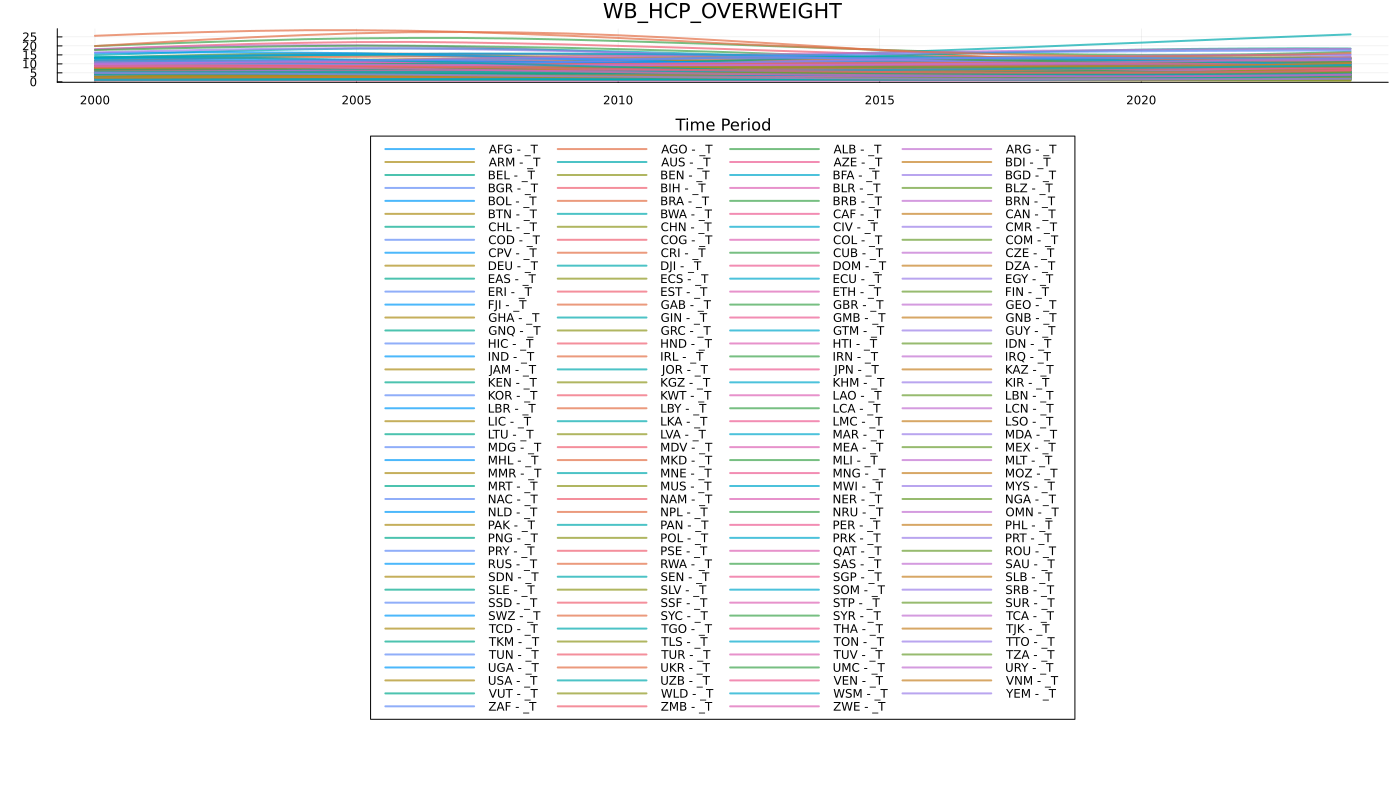 WB_HCP_OVERWEIGHT
25
20
15
10
5
0
2000 2005 2010 2015 2020
Time Period
AFG - _T AGO - _T ALB - _T ARG - _T
ARM - _T AUS - _T AZE - _T BDI - _T
BEL - _T BEN - _T BFA - _T BGD - _T
BGR - _T BIH - _T BLR - _T BLZ - _T
BOL - _T BRA - _T BRB - _T BRN - _T
BTN - _T BWA - _T CAF - _T CAN - _T
CHL - _T CHN - _T CIV - _T CMR - _T
COD - _T COG - _T COL - _T COM - _T
CPV - _T CRI - _T CUB - _T CZE - _T
DEU - _T DJI - _T DOM - _T DZA - _T
EAS - _T ECS - _T ECU - _T EGY - _T
ERI - _T EST - _T ETH - _T FIN - _T
FJI - _T GAB - _T GBR - _T GEO - _T
GHA - _T GIN - _T GMB - _T GNB - _T
GNQ - _T GRC - _T GTM - _T GUY - _T
HIC - _T HND - _T HTI - _T IDN - _T
IND - _T IRL - _T IRN - _T IRQ - _T
JAM - _T JOR - _T JPN - _T KAZ - _T
KEN - _T KGZ - _T KHM - _T KIR - _T
KOR - _T KWT - _T LAO - _T LBN - _T
LBR - _T LBY - _T LCA - _T LCN - _T
LIC - _T LKA - _T LMC - _T LSO - _T
LTU - _T LVA - _T MAR - _T MDA - _T
MDG - _T MDV - _T MEA - _T MEX - _T
MHL - _T MKD - _T MLI - _T MLT - _T
MMR - _T MNE - _T MNG - _T MOZ - _T
MRT - _T MUS - _T MWI - _T MYS - _T
NAC - _T NAM - _T NER - _T NGA - _T
NLD - _T NPL - _T NRU - _T OMN - _T
PAK - _T PAN - _T PER - _T PHL - _T
PNG - _T POL - _T PRK - _T PRT - _T
PRY - _T PSE - _T QAT - _T ROU - _T
RUS - _T RWA - _T SAS - _T SAU - _T
SDN - _T SEN - _T SGP - _T SLB - _T
SLE - _T SLV - _T SOM - _T SRB - _T
SSD - _T SSF - _T STP - _T SUR - _T
SWZ - _T SYC - _T SYR - _T TCA - _T
TCD - _T TGO - _T THA - _T TJK - _T
TKM - _T TLS - _T TON - _T TTO - _T
TUN - _T TUR - _T TUV - _T TZA - _T
UGA - _T UKR - _T UMC - _T URY - _T
USA - _T UZB - _T VEN - _T VNM - _T
VUT - _T WLD - _T WSM - _T YEM - _T
ZAF - _T ZMB - _T ZWE - _T